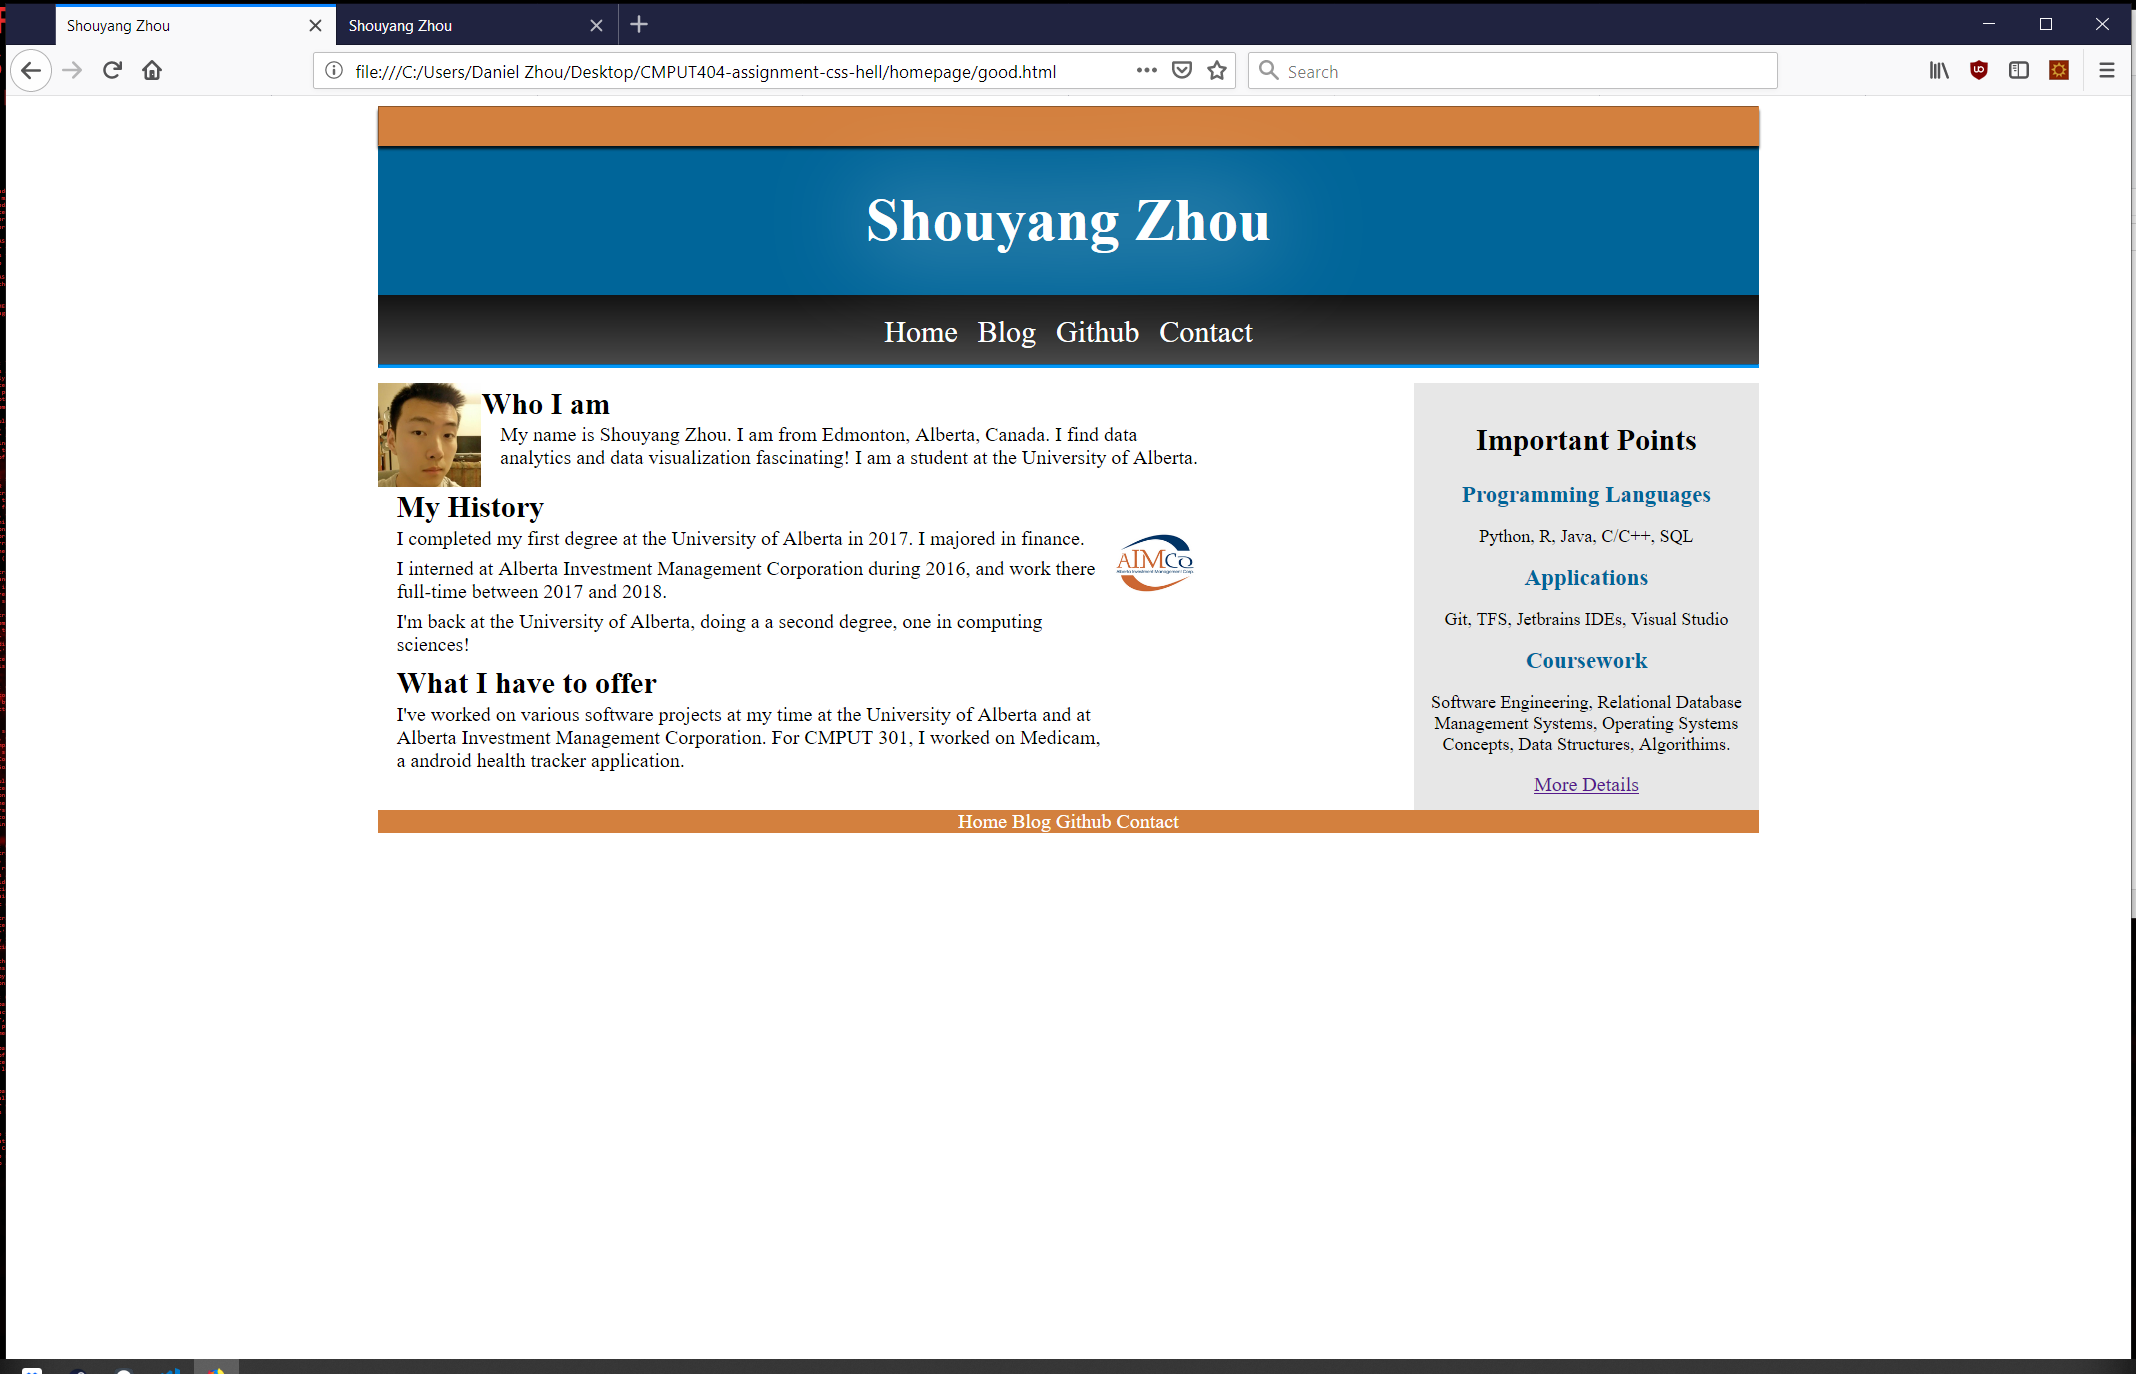 Shouyang Zhou
Shouyang Zhou
file:///C:/Users/Daniel Zhou/Desktop/CMPUT404-assignment-css-hell/homepage/good.html
Search
Shouyang Zhou
Home Blog Github Contact
Who I am
My name is Shouyang Zhou. I am from Edmonton, Alberta, Canada. I find data
analytics and data visualization fascinating! I am a student at the University of Alberta.
My History
I completed my first degree at the University of Alberta in 2017. I majored in finance.
I interned at Alberta Investment Management Corporation during 2016, and work there
full-time between 2017 and 2018.
I'm back at the University of Alberta, doing a a second degree, one in computing
sciences!
AIMCo
Alberta Investment Management Corp.
What I have to offer
I've worked on various software projects at my time at the University of Alberta and at
Alberta Investment Management Corporation. For CMPUT 301, I worked on Medicam,
a android health tracker application.
Important Points
Programming Languages
Python, R, Java, C/C++, SQL
Applications
Git, TFS, Jetbrains IDEs, Visual Studio
Coursework
Software Engineering, Relational Database
Management Systems, Operating Systems
Concepts, Data Structures, Algorithims.
More Details
Home Blog Github Contact